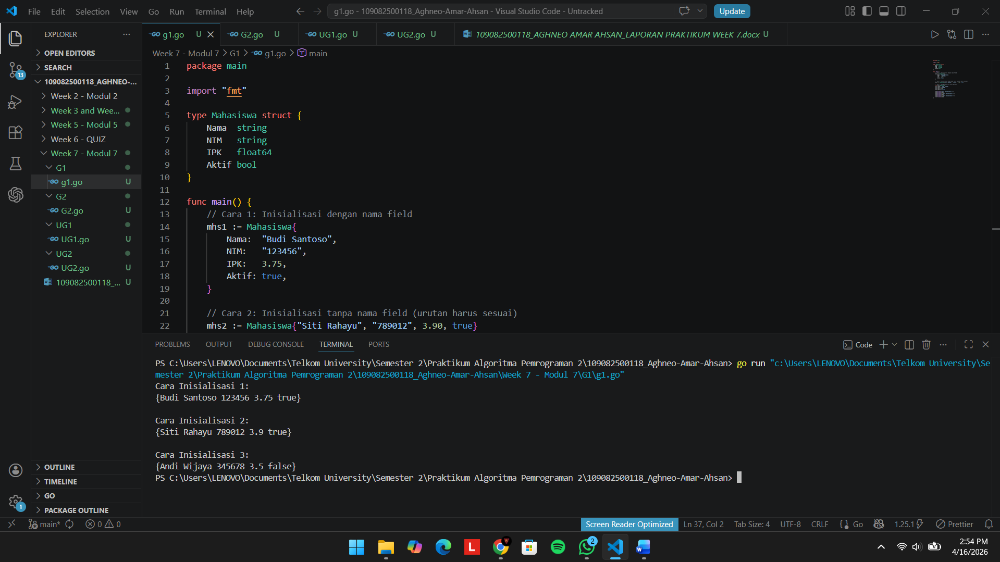 File Edit Selection View Go Run Terminal Help
g1.go - 109082500118_Aghneo-Amar-Ahsan - Visual Studio Code - Untracked
Update
EXPLORER
OPEN EDITORS
SEARCH
109082500118_AGHNEO-...
Week 2 - Modul 2
Week 3 and Wee...
Week 5 - Modul 5
Week 6 - QUIZ
Week 7 - Modul 7
G1
g1.go U
G2
G2.go U
UG1
UG1.go U
UG2
UG2.go U
109082500118_... U
OUTLINE
TIMELINE
GO
PACKAGE OUTLINE
13
1
g1.go U
G2.go U
UG1.go U
UG2.go U
109082500118_AGHNEO AMAR AHSAN_LAPORAN PRAKTIKUM WEEK 7.docx U
Week 7 - Modul 7 > G1 > g1.go > main
1 package main
2
3 import "fmt"
4
5 type Mahasiswa struct {
6 Nama string
7 NIM string
8 IPK float64
9 Aktif bool
10 }
11
12 func main() {
13 // Cara 1: Inisialisasi dengan nama field
14 mhs1 := Mahasiswa{
15 Nama: "Budi Santoso",
16 NIM: "123456",
17 IPK: 3.75,
18 Aktif: true,
19 }
20
21 // Cara 2: Inisialisasi tanpa nama field (urutan harus sesuai)
22 mhs2 := Mahasiswa{"Siti Rahayu", "789012", 3.90, true}
PROBLEMS OUTPUT DEBUG CONSOLE TERMINAL PORTS
Code
PS C:\Users\LENOVO\Documents\Telkom University\Semester 2\Praktikum Algoritma Pemrograman 2\109082500118_Aghneo-Amar-Ahsan> go run "c:\Users\LENOVO\Documents\Telkom University\Se
mester 2\Praktikum Algoritma Pemrograman 2\109082500118_Aghneo-Amar-Ahsan\Week 7 - Modul 7\G1\g1.go"
Cara Inisialisasi 1:
{Budi Santoso 123456 3.75 true}
Cara Inisialisasi 2:
{Siti Rahayu 789012 3.9 true}
Cara Inisialisasi 3:
{Andi Wijaya 345678 3.5 false}
PS C:\Users\LENOVO\Documents\Telkom University\Semester 2\Praktikum Algoritma Pemrograman 2\109082500118_Aghneo-Amar-Ahsan>
main* 0 0
Screen Reader Optimized Ln 37, Col 2 Tab Size: 4 UTF-8 CRLF {} Go 1.25.1 Prettier
L
2
W
2:54 PM
4/16/2026